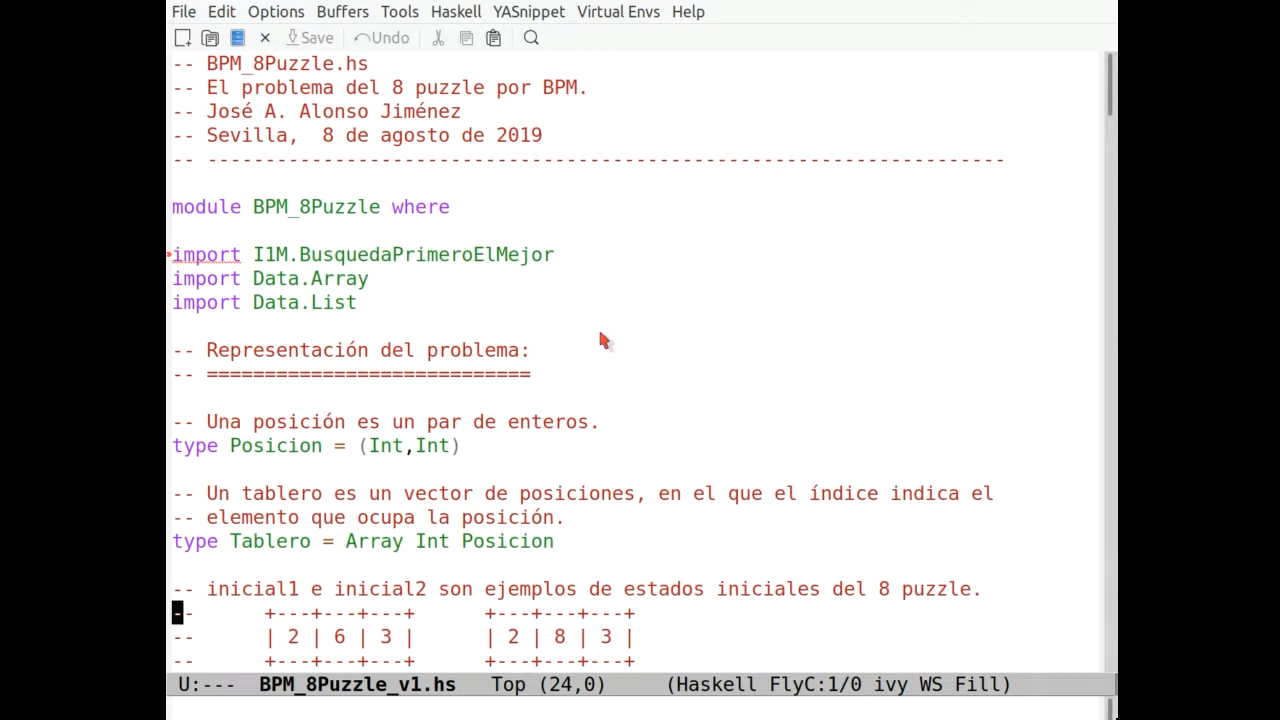 File Edit Options Buffers Tools Haskell YASnippet Virtual Envs Help
Save Undo
-- BPM_8Puzzle.hs
-- El problema del 8 puzzle por BPM.
-- José A. Alonso Jiménez
-- Sevilla,  8 de agosto de 2019
-- ---------------------------------------------------------------------
module BPM_8Puzzle where
import I1M.BusquedaPrimeroElMejor
import Data.Array
import Data.List
-- Representación del problema:
-- ============================
-- Una posición es un par de enteros.
type Posicion = (Int,Int)
-- Un tablero es un vector de posiciones, en el que el índice indica el
-- elemento que ocupa la posición.
type Tablero = Array Int Posicion
-- inicial1 e inicial2 son ejemplos de estados iniciales del 8 puzzle.
--      +---+---+---+      +---+---+---+
--      | 2 | 6 | 3 |      | 2 | 8 | 3 |
--      +---+---+---+      +---+---+---+
U:--- BPM_8Puzzle_v1.hs Top (24,0) (Haskell FlyC:1/0 ivy WS Fill)